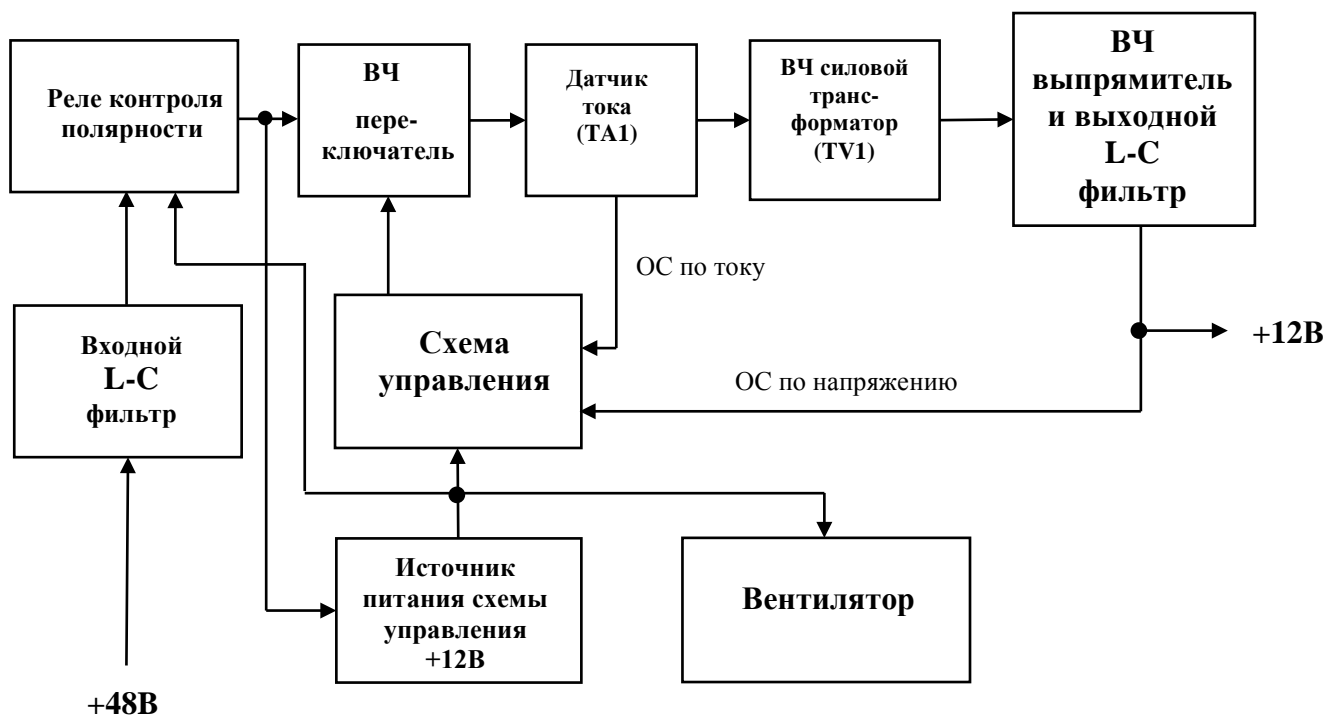 Реле контроля
полярности
ВЧ
пере-
ключатель
Датчик
тока
(ТА1)
ВЧ силовой
транс-
форматор
(TV1)
ВЧ
выпрямитель
и выходной
L-C
фильтр
ОС по току
Входной
L-C
фильтр
Схема
управления
+12В
ОС по напряжению
Источник
питания схемы
управления
+12В
Вентилятор
+48В